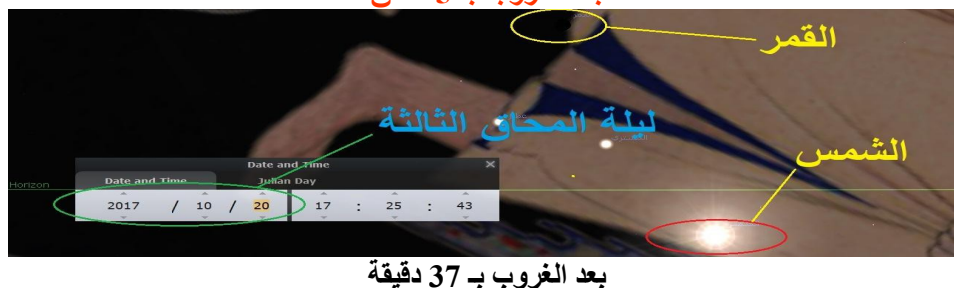 القمر
ليلة المحاق الثالثة
الشمس
Date and Time
Date and Time
Julian Day
Horizon
2017 / 10 / 20 17 : 25 : 43
بعد الغروب بـ 37 دقيقة